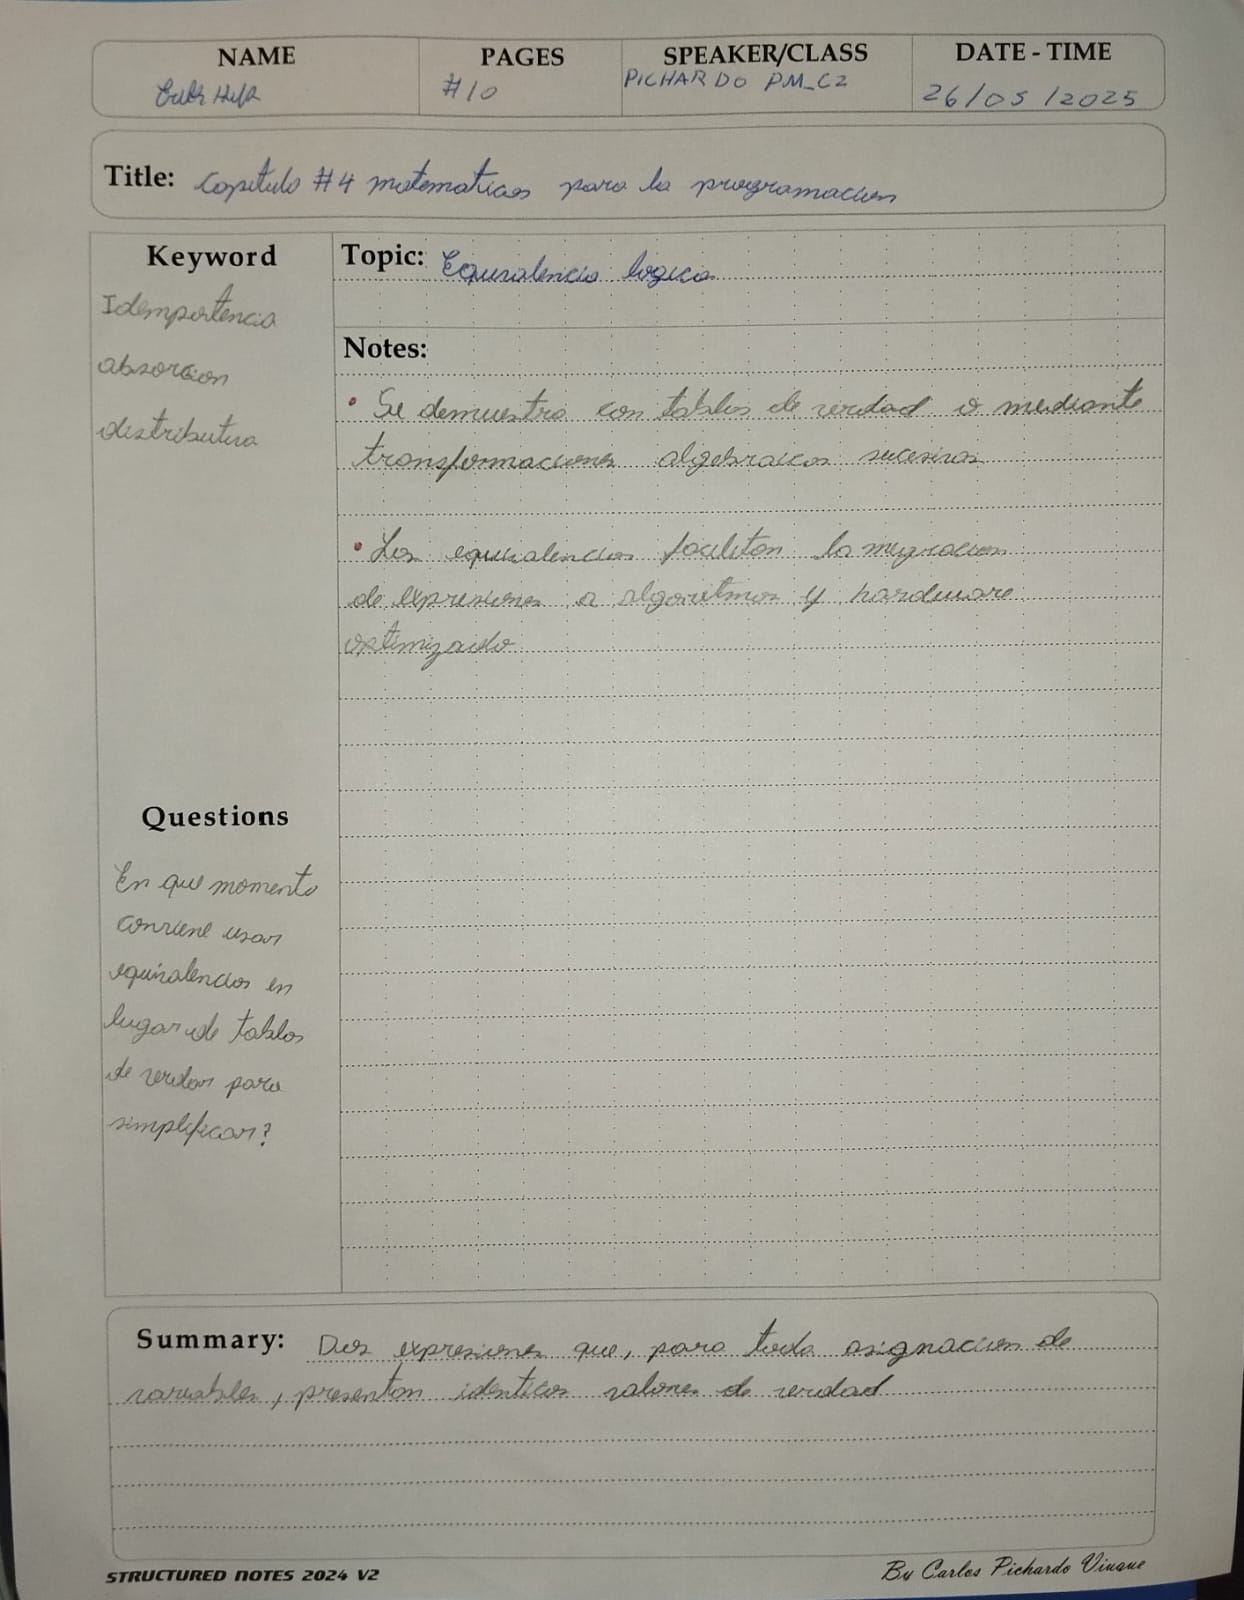 NAME PAGES SPEAKER/CLASS DATE - TIME
#10 PICHARDO PM_C2 26/05/2025
Title: Capitulo #4 matematicas para la programacion
Keyword
Idempotencia
absorcion
distributiva
Topic: Equivalencia logica
Notes:
• Se demuestra con tablas de verdad o mediante
transformaciones algebraicas sucesivas
• Las equivalencias facilitan la migracion
de expresiones a algoritmos y hardware
optimizado
Questions
En que momento
conviene usar
equivalencias en
lugar de tablas
de verdad para
simplificar?
Summary: Dos expresiones que, para toda asignacion de
variables, presentan identicos valores de verdad
STRUCTURED NOTES 2024 V2
By Carlos Pichardo Viuque